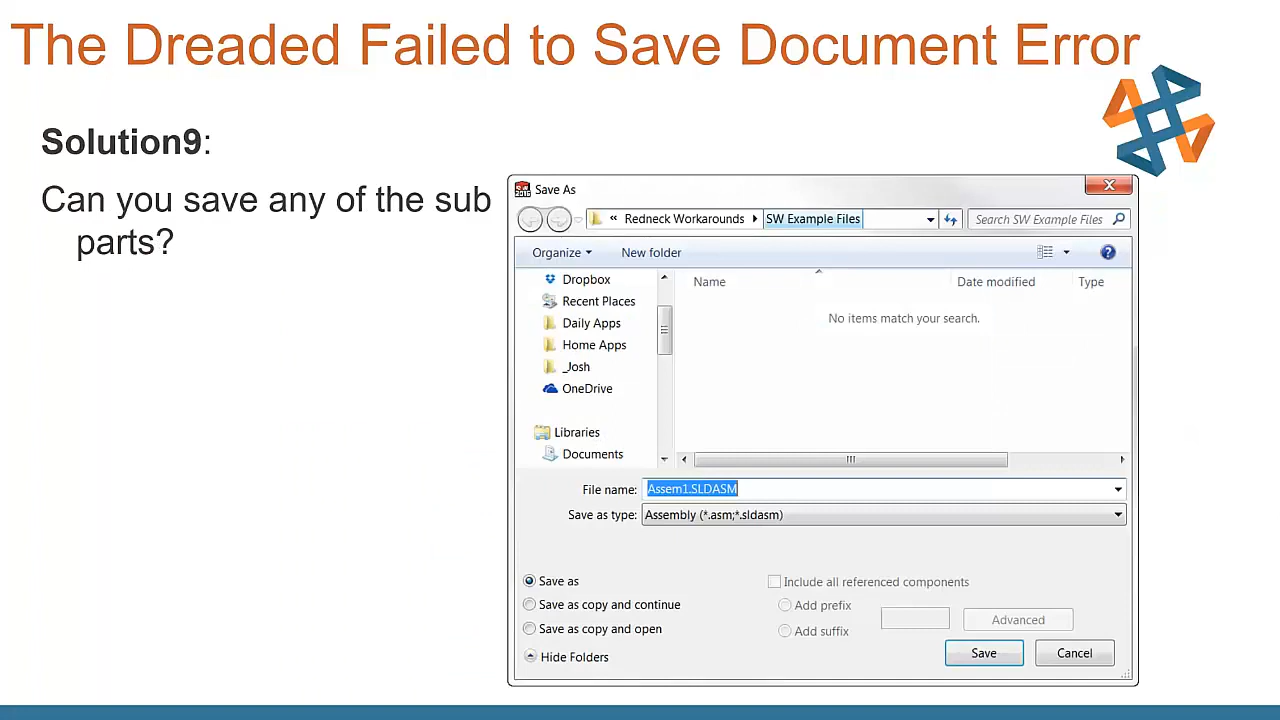 The Dreaded Failed to Save Document Error
Solution9:
Can you save any of the sub
parts?
Save As
« Redneck Workarounds SW Example Files
Search SW Example Files
Organize
New folder
Name
Date modified
Type
No items match your search.
Dropbox
Recent Places
Daily Apps
Home Apps
_Josh
OneDrive
Libraries
Documents
File name: Assem1.SLDASM
Save as type: Assembly (*.asm;*.sldasm)
Save as
Save as copy and continue
Save as copy and open
Include all referenced components
Add prefix
Add suffix
Advanced
Hide Folders
Save
Cancel